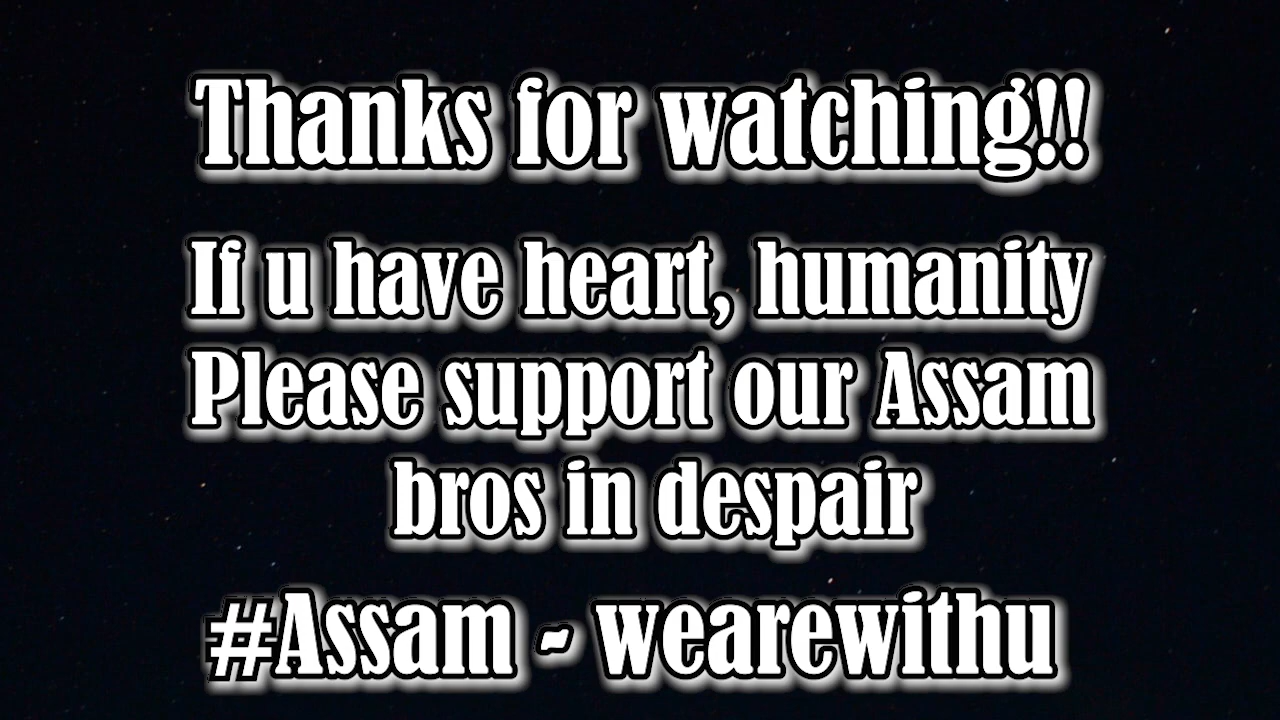 Thanks for watching!!
If u have heart, humanity
Please support our Assam
bros in despair
#Assam ~ wearewithu